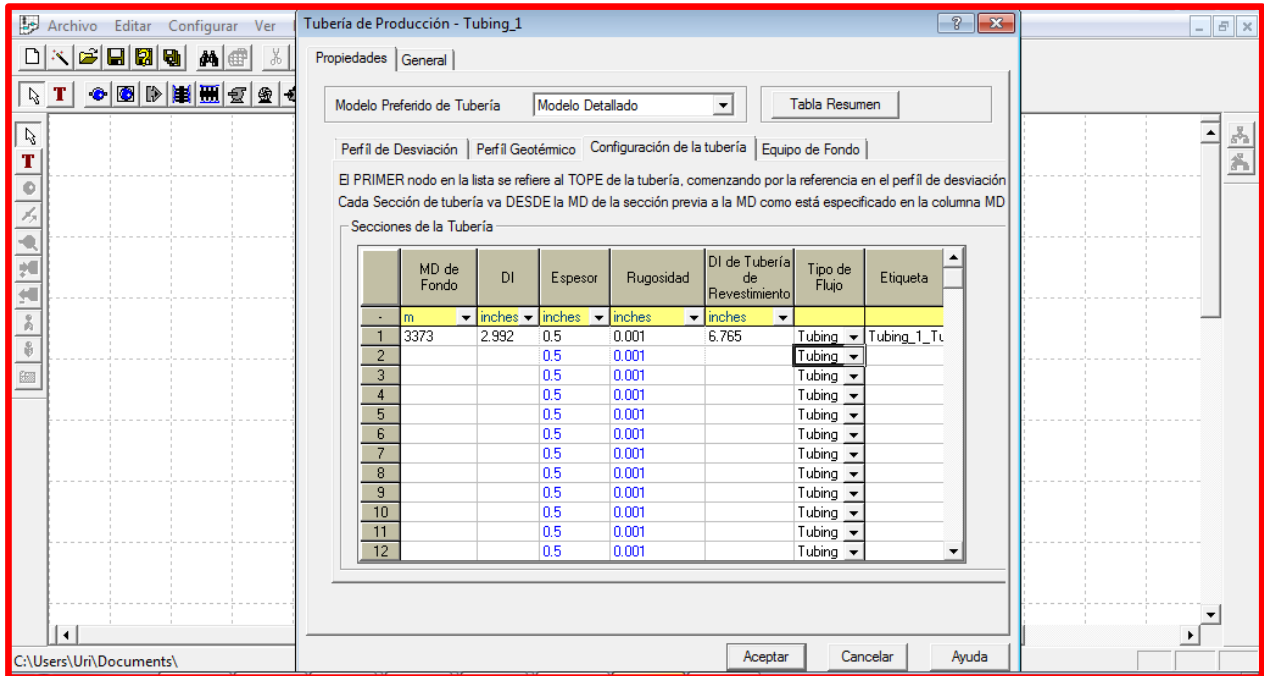 Archivo Editar Configurar Ver
Tubería de Producción - Tubing_1
Propiedades General
Modelo Preferido de Tubería Modelo Detallado Tabla Resumen
Perfíl de Desviación Perfíl Geotérmico Configuración de la tubería Equipo de Fondo
El PRIMER nodo en la lista se refiere al TOPE de la tubería, comenzando por la referencia en el perfíl de desviación
Cada Sección de tubería va DESDE la MD de la sección previa a la MD como está especificado en la columna MD
Secciones de la Tubería
MD de Fondo DI Espesor Rugosidad DI de Tubería de Revestimiento Tipo de Flujo Etiqueta
- m inches inches inches inches
1 3373 2.992 0.5 0.001 6.765 Tubing Tubing_1_Tu
2 0.5 0.001 Tubing
3 0.5 0.001 Tubing
4 0.5 0.001 Tubing
5 0.5 0.001 Tubing
6 0.5 0.001 Tubing
7 0.5 0.001 Tubing
8 0.5 0.001 Tubing
9 0.5 0.001 Tubing
10 0.5 0.001 Tubing
11 0.5 0.001 Tubing
12 0.5 0.001 Tubing
Aceptar Cancelar Ayuda
C:\Users\Uri\Documents\